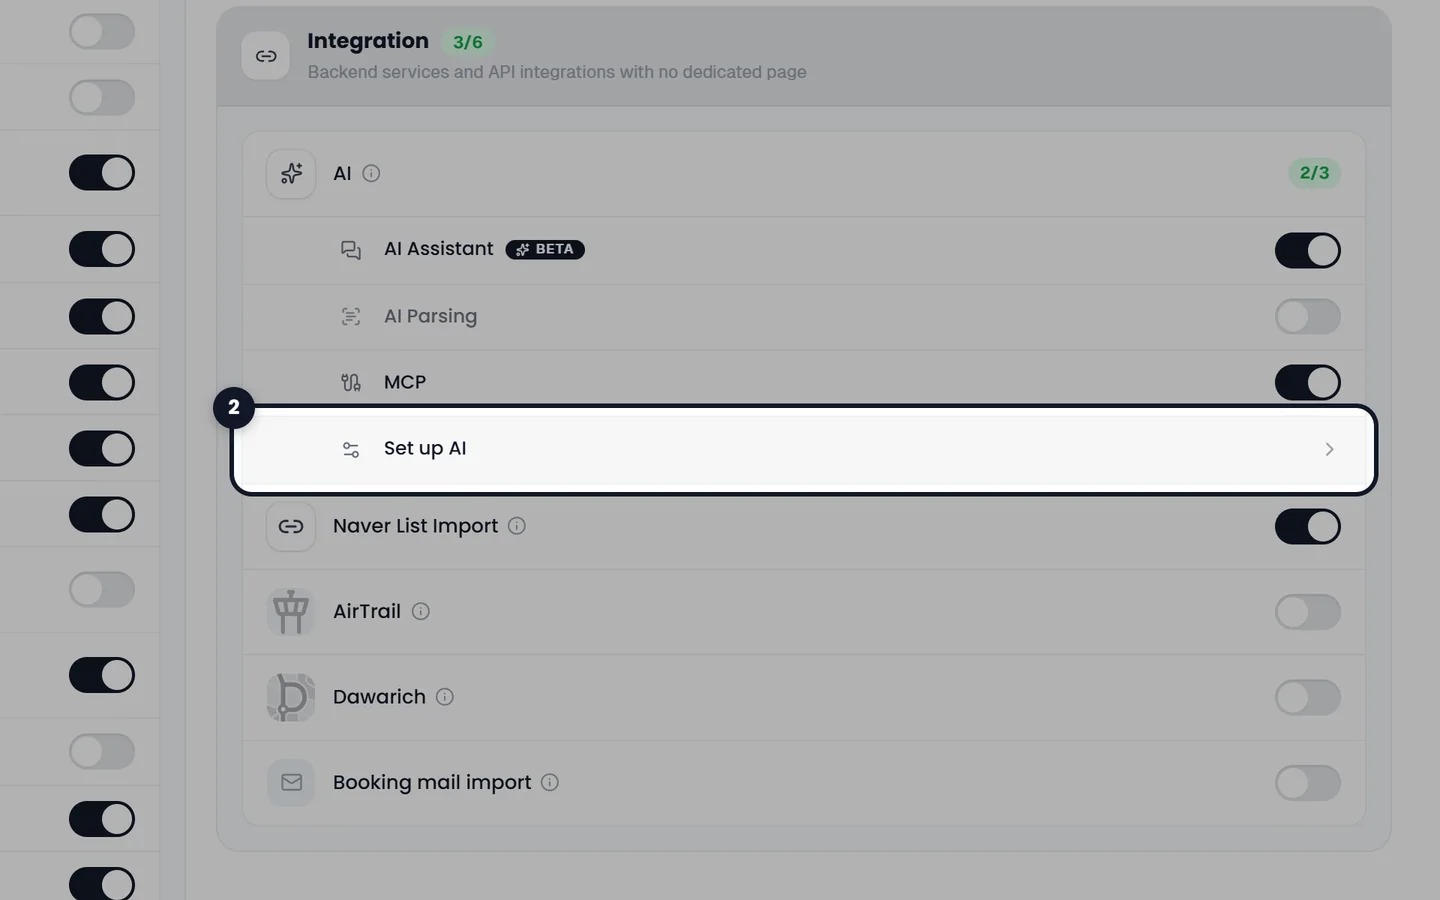 Integration 3/6
Backend services and API integrations with no dedicated page
AI 2/3
AI Assistant BETA
AI Parsing
MCP
2
Set up AI
Naver List Import
AirTrail
Dawarich
Booking mail import